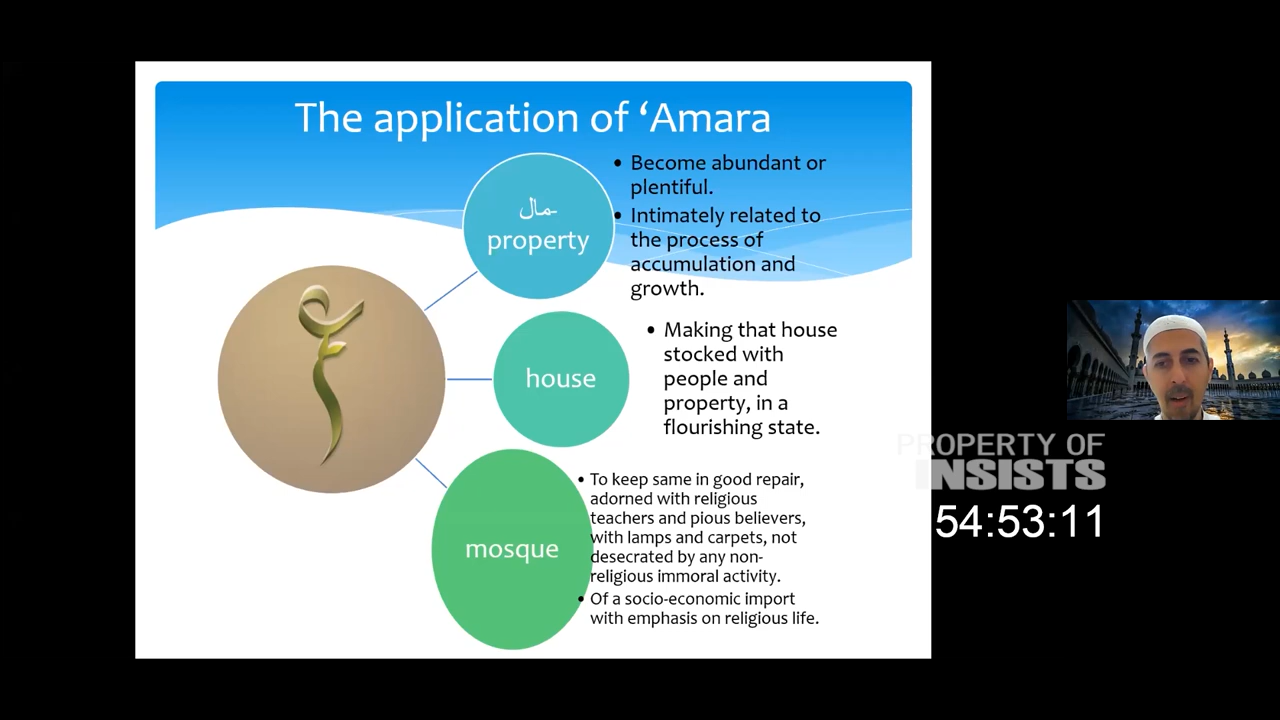 The application of ‘Amara
مال-
property
• Become abundant or
plentiful.
• Intimately related to
the process of
accumulation and
growth.
house
• Making that house
stocked with
people and
property, in a
flourishing state.
mosque
• To keep same in good repair,
adorned with religious
teachers and pious believers,
with lamps and carpets, not
desecrated by any non-
religious immoral activity.
• Of a socio-economic import
with emphasis on religious life.
PROPERTY OF
INSISTS
54:53:11